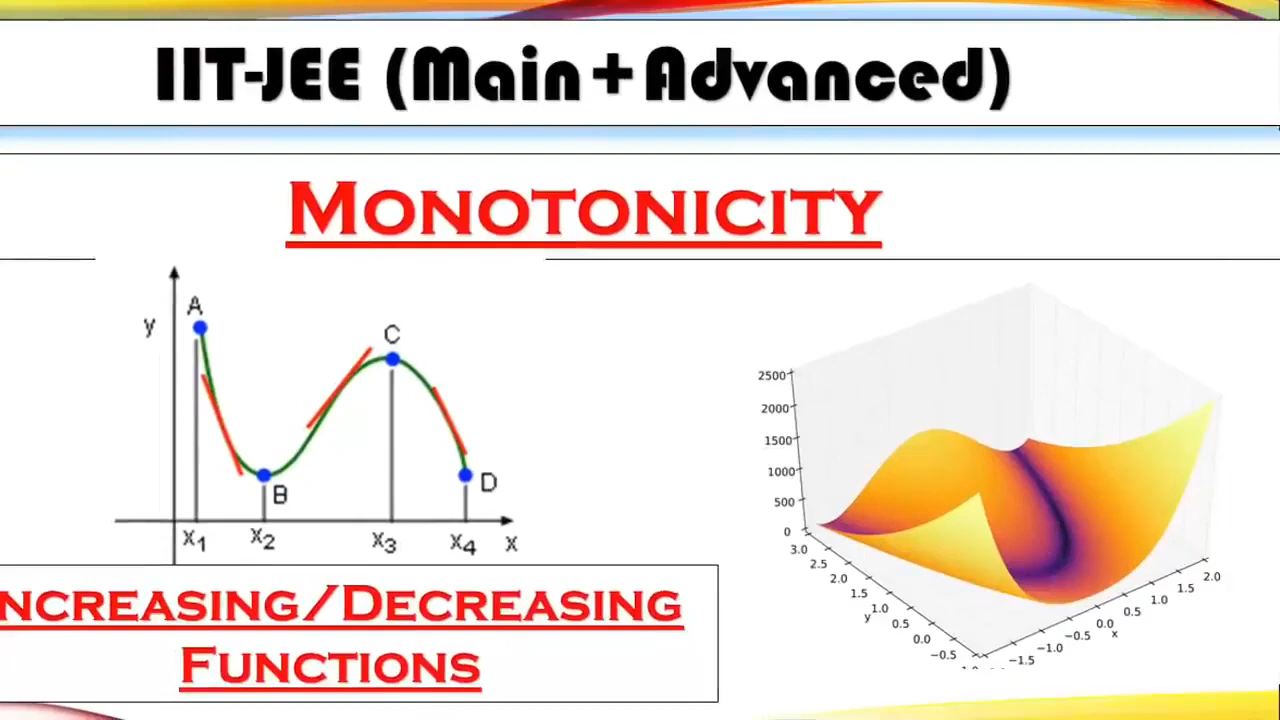 IIT-JEE (Main+Advanced)
MONOTONICITY
A
y
C
B
D
x1
x2
x3
x4
x
NCREASING/DECREASING
FUNCTIONS
2500
2000
1500
1000
500
0
3.0
2.5
2.0
1.5
1.0
0.5
0.0
-0.5
y
-1.5
-1.0
-0.5
0.0
0.5
1.0
1.5
2.0
x